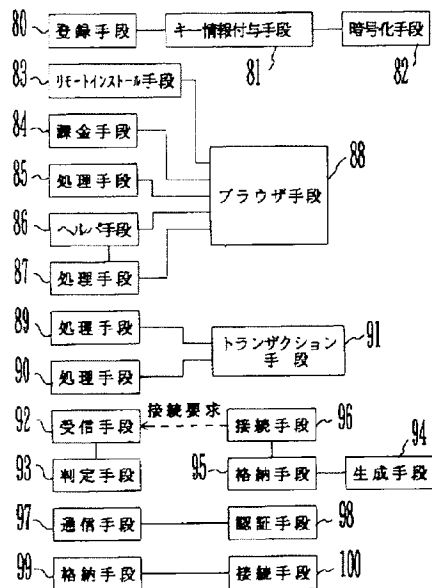 80 登録手段 キー情報付与手段 暗号化手段
81 82
83 リモートインストール手段
84 課金手段
88
85 処理手段
ブラウザ手段
86 ヘルパ手段
87 処理手段
89 処理手段
トランザクション
手段
91
90 処理手段
92 受信手段 接続要求 接続手段 96
94
93 判定手段 95 格納手段 生成手段
97 通信手段 認証手段 98
99 格納手段 接続手段 100